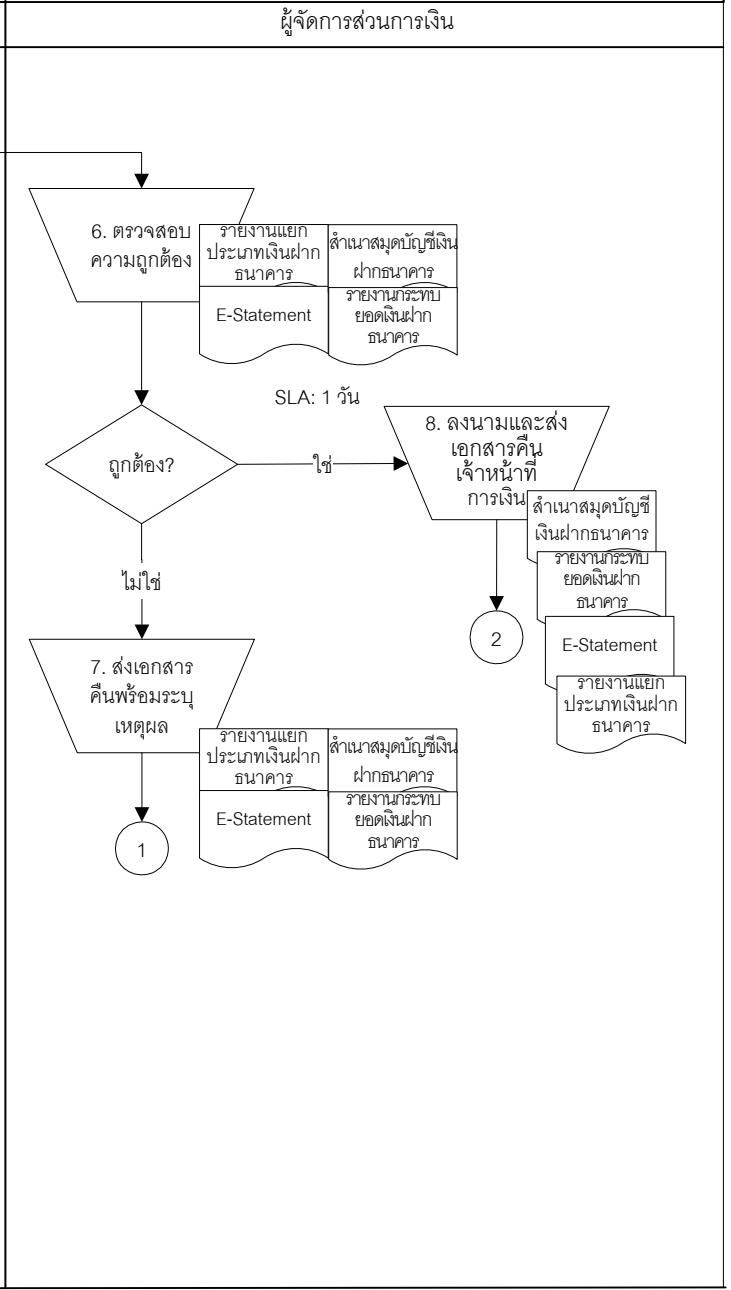 ผู้จัดการส่วนการเงิน
6. ตรวจสอบ
ความถูกต้อง
รายงานแยก
ประเภทเงินฝาก
ธนาคาร
สำเนาสมุดบัญชีเงิน
ฝากธนาคาร
E-Statement
รายงานกระทบ
ยอดเงินฝาก
ธนาคาร
SLA: 1 วัน
ถูกต้อง?
ใช่
8. ลงนามและส่ง
เอกสารคืน
เจ้าหน้าที่
การเงิน
สำเนาสมุดบัญชี
เงินฝากธนาคาร
รายงานกระทบ
ยอดเงินฝาก
ธนาคาร
E-Statement
รายงานแยก
ประเภทเงินฝาก
ธนาคาร
2
ไม่ใช่
7. ส่งเอกสาร
คืนพร้อมระบุ
เหตุผล
รายงานแยก
ประเภทเงินฝาก
ธนาคาร
สำเนาสมุดบัญชีเงิน
ฝากธนาคาร
E-Statement
รายงานกระทบ
ยอดเงินฝาก
ธนาคาร
1